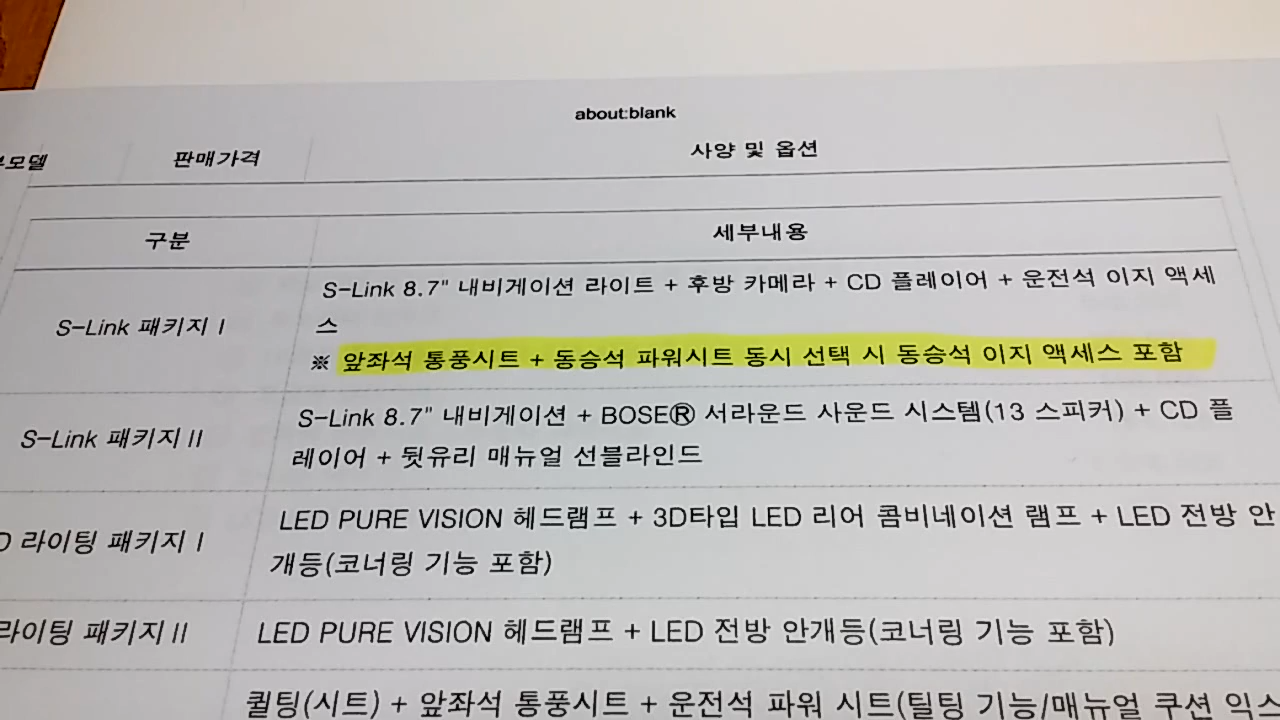 about:blank
부모델 판매가격 사양 및 옵션
구분 세부내용
S-Link 8.7" 내비게이션 라이트 + 후방 카메라 + CD 플레이어 + 운전석 이지 액세
S-Link 패키지 I
스
※ 앞좌석 통풍시트 + 동승석 파워시트 동시 선택 시 동승석 이지 액세스 포함
S-Link 8.7" 내비게이션 + BOSE® 서라운드 사운드 시스템(13 스피커) + CD 플
S-Link 패키지 II
레이어 + 뒷유리 매뉴얼 선블라인드
LED PURE VISION 헤드램프 + 3D타입 LED 리어 콤비네이션 램프 + LED 전방 안
D 라이팅 패키지 I
개등(코너링 기능 포함)
라이팅 패키지 II LED PURE VISION 헤드램프 + LED 전방 안개등(코너링 기능 포함)
퀼팅(시트) + 앞좌석 통풍시트 + 운전석 파워 시트(틸팅 기능/매뉴얼 쿠션 익스